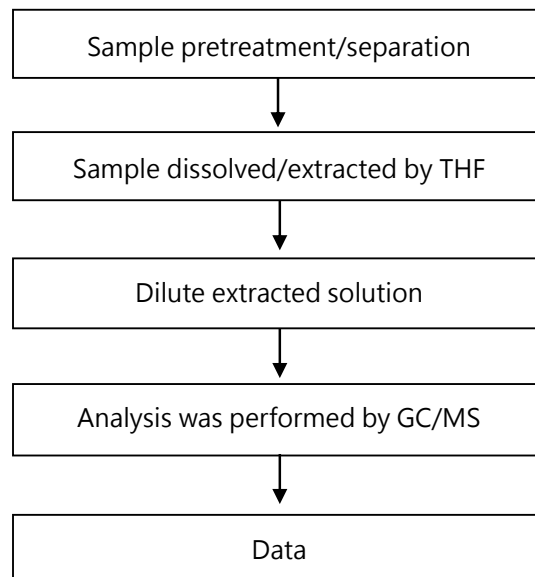 Sample pretreatment/separation
Sample dissolved/extracted by THF
Dilute extracted solution
Analysis was performed by GC/MS
Data